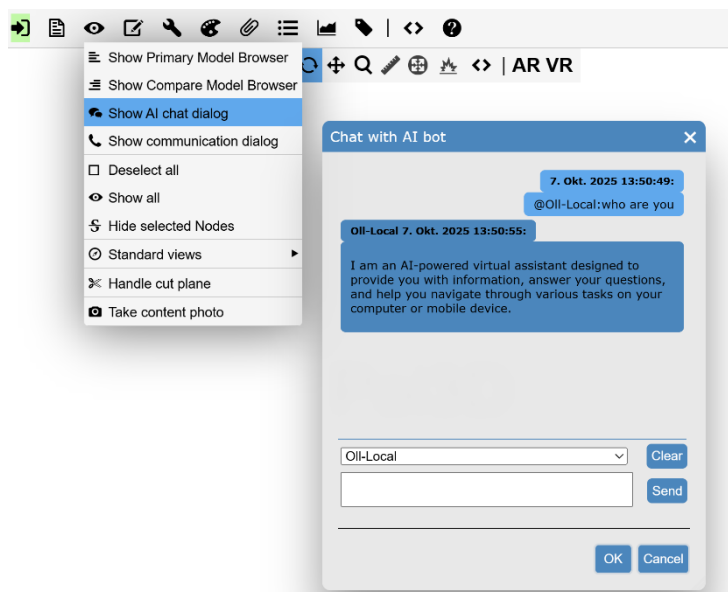 Show Primary Model Browser
Show Compare Model Browser
Show AI chat dialog
Show communication dialog
Deselect all
Show all
Hide selected Nodes
Standard views
Handle cut plane
Take content photo
| AR VR
Chat with AI bot
7. Okt. 2025 13:50:49:
@Oll-Local:who are you
Oll-Local 7. Okt. 2025 13:50:55:
I am an AI-powered virtual assistant designed to
provide you with information, answer your questions,
and help you navigate through various tasks on your
computer or mobile device.
Oll-Local
Clear
Send
OK
Cancel